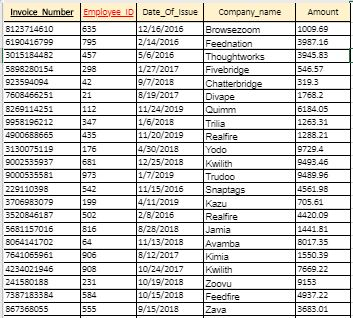 Invoice_Number Employee_ID Date_Of_Issue Company_name Amount
8123714610 635 12/16/2016 Browsezoom 1009.69
6190416799 795 2/14/2016 Feednation 3987.16
3015184482 457 5/6/2016 Thoughtworks 3945.83
5898280154 298 1/27/2017 Fivebridge 546.57
923594094 42 9/7/2018 Chatterbridge 319.3
7608466251 21 8/19/2017 Divape 1768.2
8269114251 112 11/24/2019 Quimm 6184.05
9958196212 347 1/6/2018 Trilia 1263.31
4900688665 435 11/20/2019 Realfire 1288.21
3130075119 176 4/30/2018 Yodo 9729.4
9002535937 681 12/25/2018 Kwilith 9493.46
9000535581 973 1/7/2019 Trudoo 9489.96
229110398 542 11/15/2016 Snaptags 4561.98
3706983079 199 4/11/2019 Kazu 705.61
3520846187 502 2/8/2016 Realfire 4420.09
5681157016 816 8/28/2018 Jamia 1441.81
8064141702 64 11/13/2018 Avamba 8017.35
7641065961 906 8/12/2017 Kimia 1550.39
4234021946 908 10/24/2017 Kwilith 7669.22
241580188 231 10/19/2018 Zoovu 9153
7387183384 584 10/15/2018 Feedfire 4937.22
867368055 555 9/15/2018 Zava 3683.01